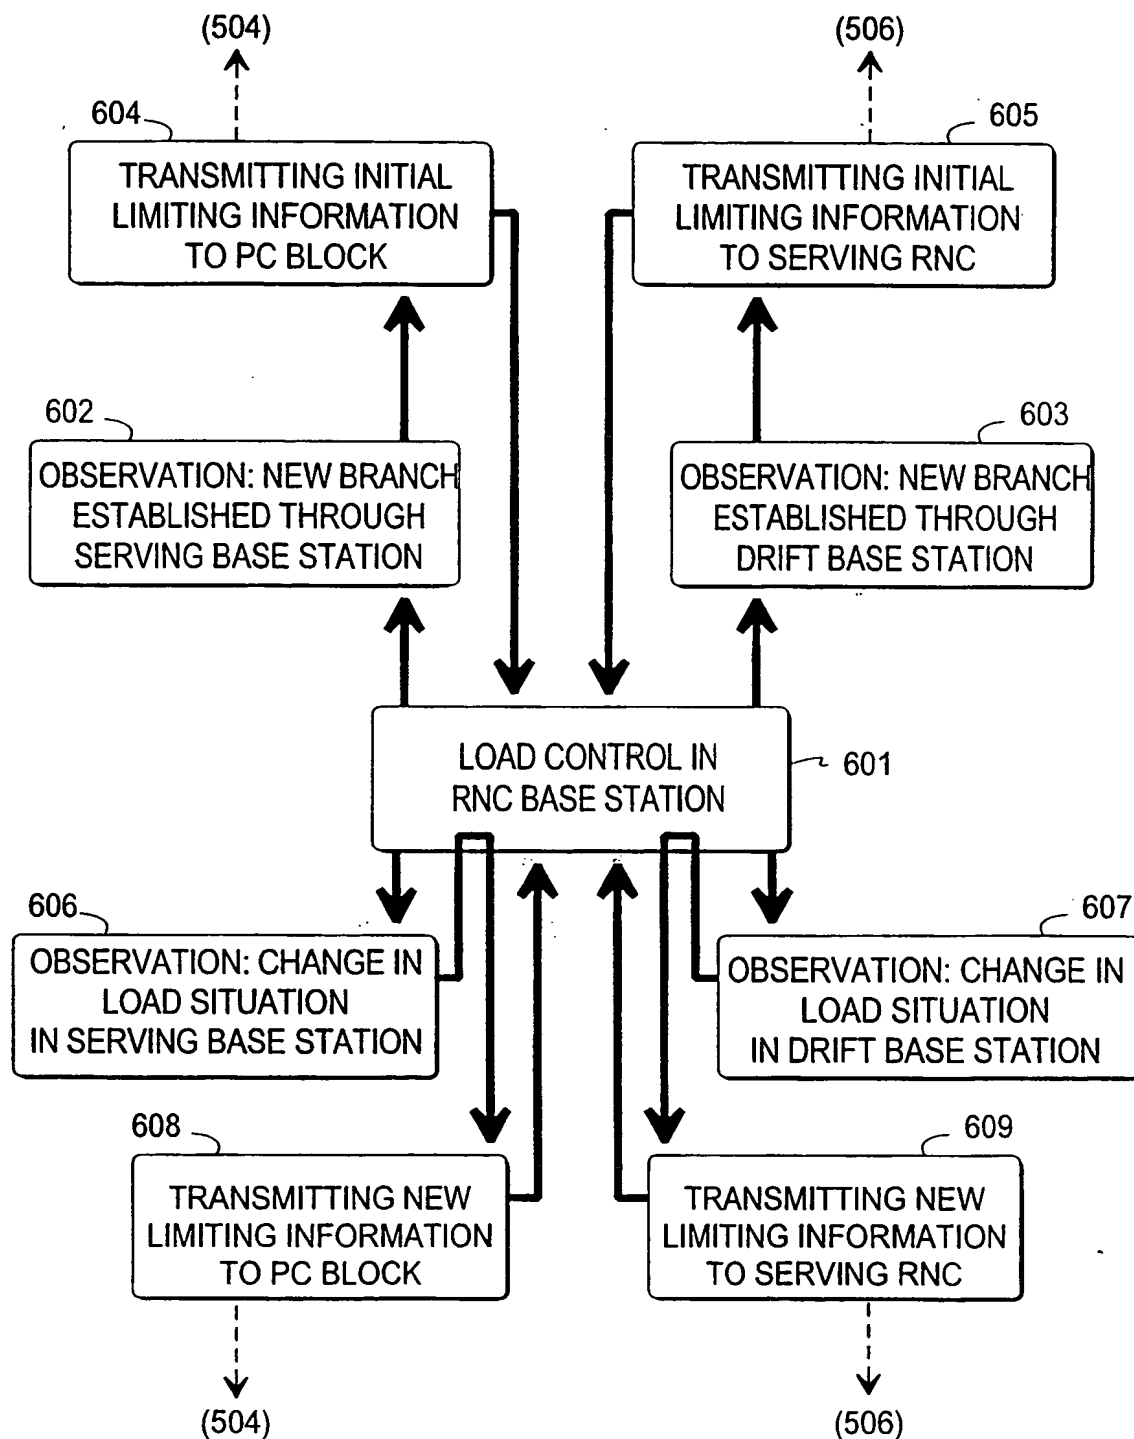 (504)
(506)
604
605
TRANSMITTING INITIAL
LIMITING INFORMATION
TO PC BLOCK
TRANSMITTING INITIAL
LIMITING INFORMATION
TO SERVING RNC
602
603
OBSERVATION: NEW BRANCH
ESTABLISHED THROUGH
SERVING BASE STATION
OBSERVATION: NEW BRANCH
ESTABLISHED THROUGH
DRIFT BASE STATION
LOAD CONTROL IN
RNC BASE STATION
601
606
607
OBSERVATION: CHANGE IN
LOAD SITUATION
IN SERVING BASE STATION
OBSERVATION: CHANGE IN
LOAD SITUATION
IN DRIFT BASE STATION
608
609
TRANSMITTING NEW
LIMITING INFORMATION
TO PC BLOCK
TRANSMITTING NEW
LIMITING INFORMATION
TO SERVING RNC
(504)
(506)